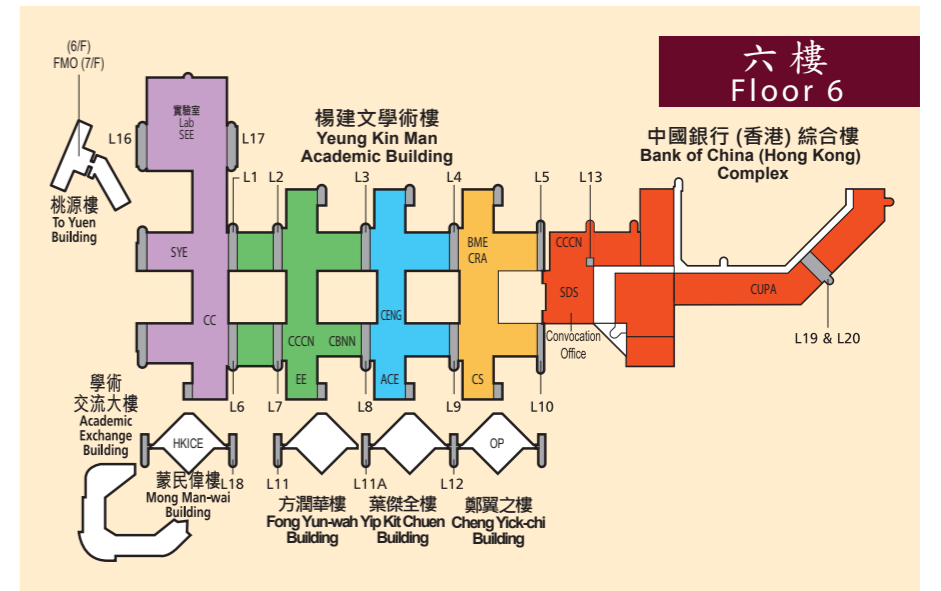 六樓
Floor 6
(6/F)
FMO (7/F)
桃源樓
To Yuen
Building
實驗室
Lab
SEE
L16
L17
楊建文學術樓
Yeung Kin Man
Academic Building
中國銀行 (香港) 綜合樓
Bank of China (Hong Kong)
Complex
L1
L2
L3
L4
L5
L13
SYE
BME
CRA
CCCN
SDS
CUPA
CC
CENG
CCCN
CBNN
Convocation
Office
L19 & L20
EE
ACE
CS
L6
L7
L8
L9
L10
學術
交流大樓
Academic
Exchange
Building
HKICE
OP
L18
L11
L11A
L12
蒙民偉樓
Mong Man-wai
Building
方潤華樓
Fong Yun-wah
Building
葉傑全樓
Yip Kit Chuen
Building
鄭翼之樓
Cheng Yick-chi
Building